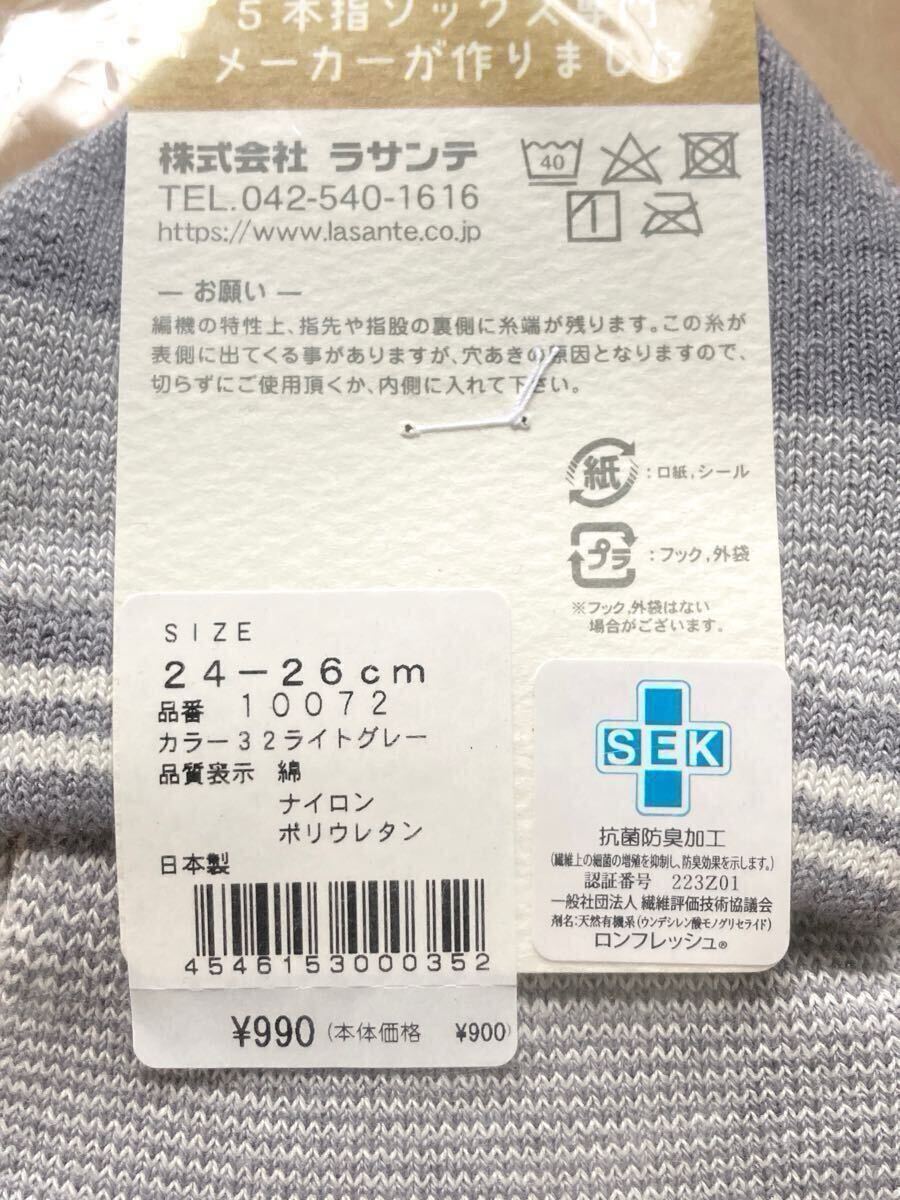 5本指ソックス専門
メーカーが作りました
株式会社 ラサンテ
TEL.042-540-1616
https://www.lasante.co.jp
40
― お願い ―
編機の特性上、指先や指股の裏側に糸端が残ります。この糸が
表側に出てくる事がありますが、穴あきの原因となりますので、
切らずにご使用頂くか、内側に入れて下さい。
紙 :口紙,シール
プラ :フック,外袋
※フック,外袋はない
場合がございます。
SIZE
24-26cm
品番 10072
カラー32ライトグレー
品質表示 綿
ナイロン
ポリウレタン
日本製
4546153000352
¥990 (本体価格 ¥900)
SEK
抗菌防臭加工
(繊維上の細菌の増殖を抑制し、防臭効果を示します。)
認証番号 223Z01
一般社団法人 繊維評価技術協議会
剤名:天然有機系(ウンデシレン酸モノグリセライド)
ロンフレッシュ®